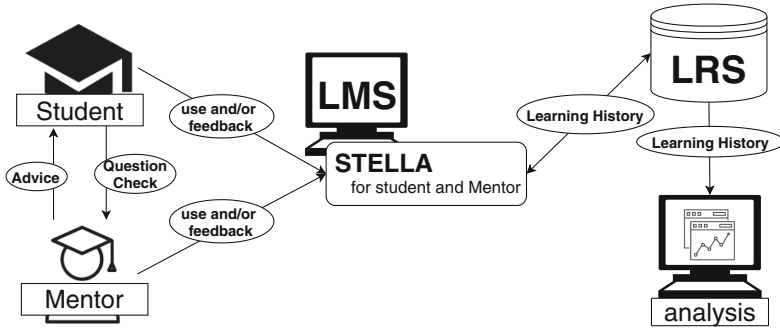 Student
Advice
Question
Check
Mentor
use and/or
feedback
use and/or
feedback
LMS
STELLA
for student and Mentor
Learning History
LRS
Learning History
analysis